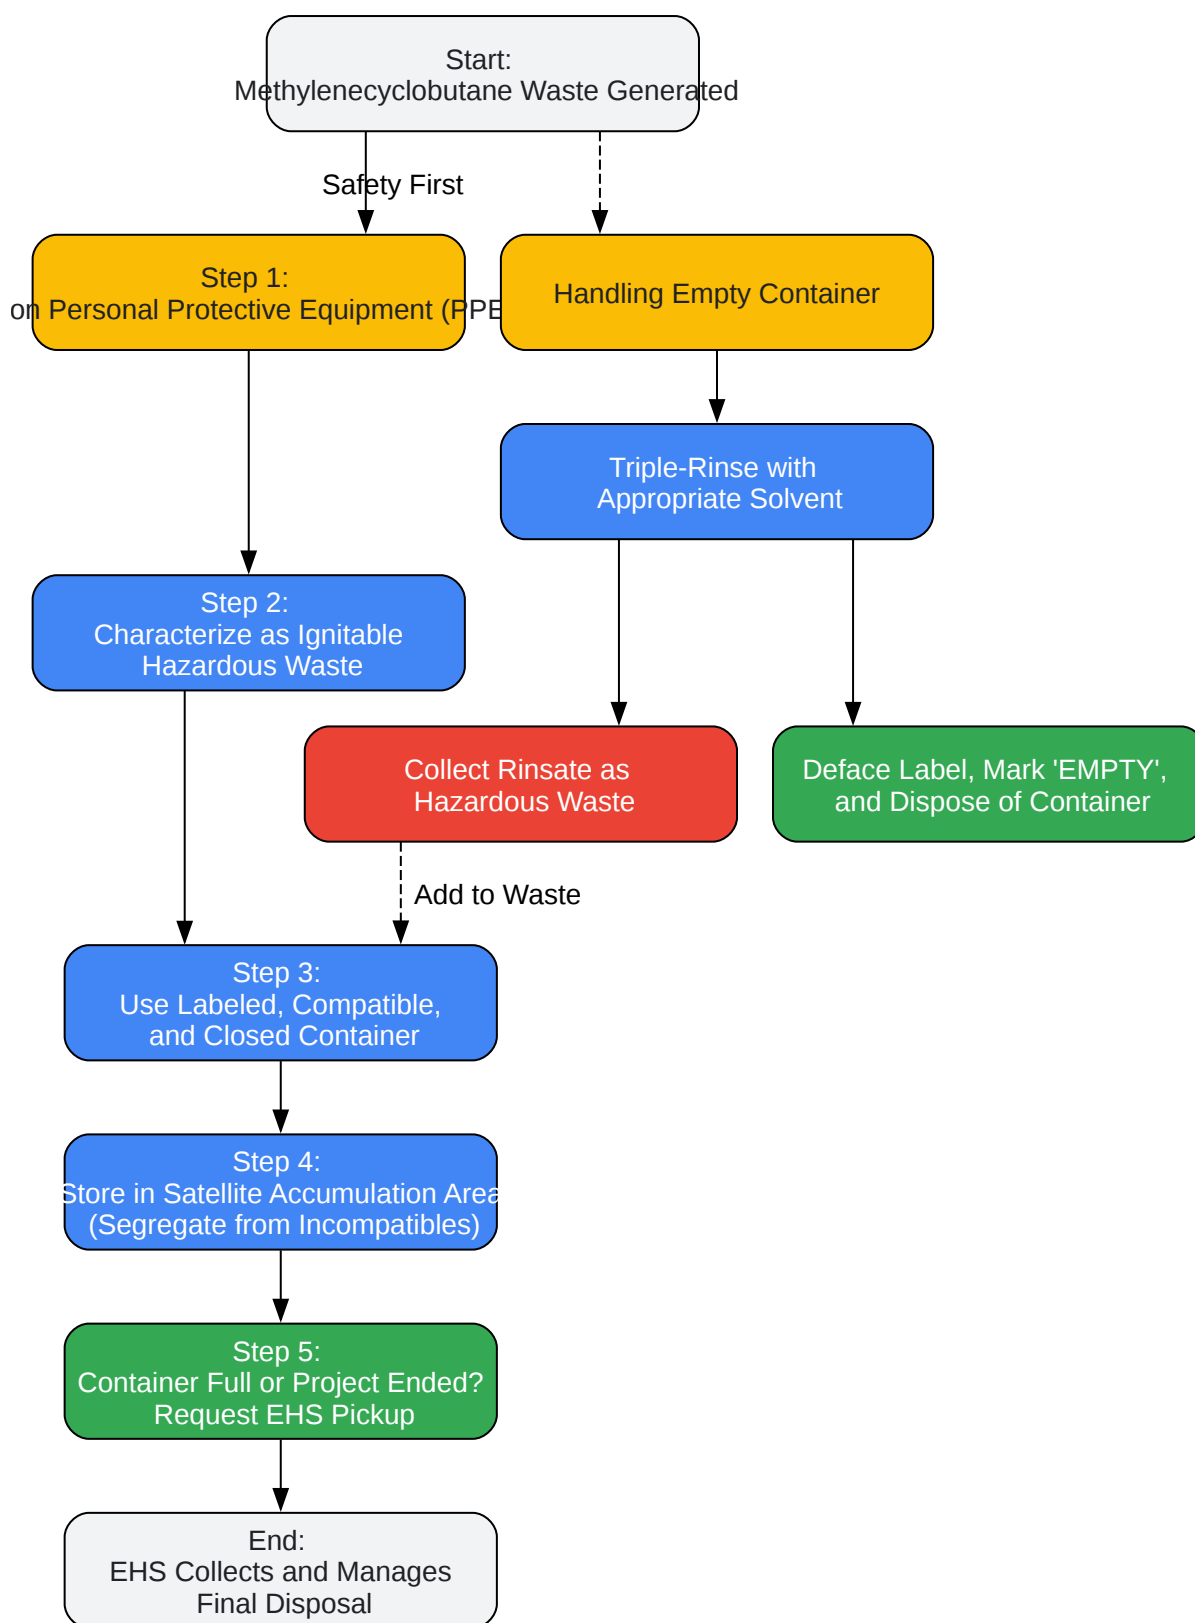 Start:
Methylenecyclobutane Waste Generated
Safety First
Step 1:
on Personal Protective Equipment (PPE
Handling Empty Container
Triple-Rinse with
Appropriate Solvent
Step 2:
Characterize as Ignitable
Hazardous Waste
Collect Rinsate as
Hazardous Waste
Deface Label, Mark 'EMPTY',
and Dispose of Container
Add to Waste
Step 3:
Use Labeled, Compatible,
and Closed Container
Step 4:
Store in Satellite Accumulation Area
(Segregate from Incompatibles)
Step 5:
Container Full or Project Ended?
Request EHS Pickup
End:
EHS Collects and Manages
Final Disposal